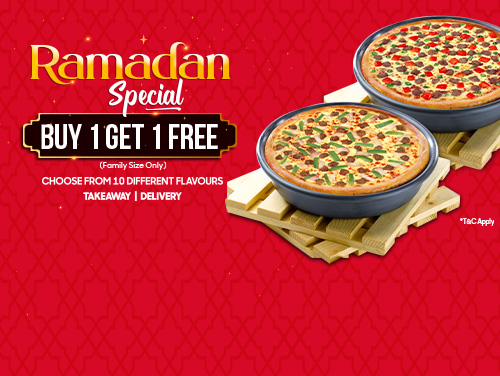 Ramadan
Special
BUY 1 GET 1 FREE
(Family Size Only)
CHOOSE FROM 10 DIFFERENT FLAVOURS
TAKEAWAY | DELIVERY
*T&C Apply